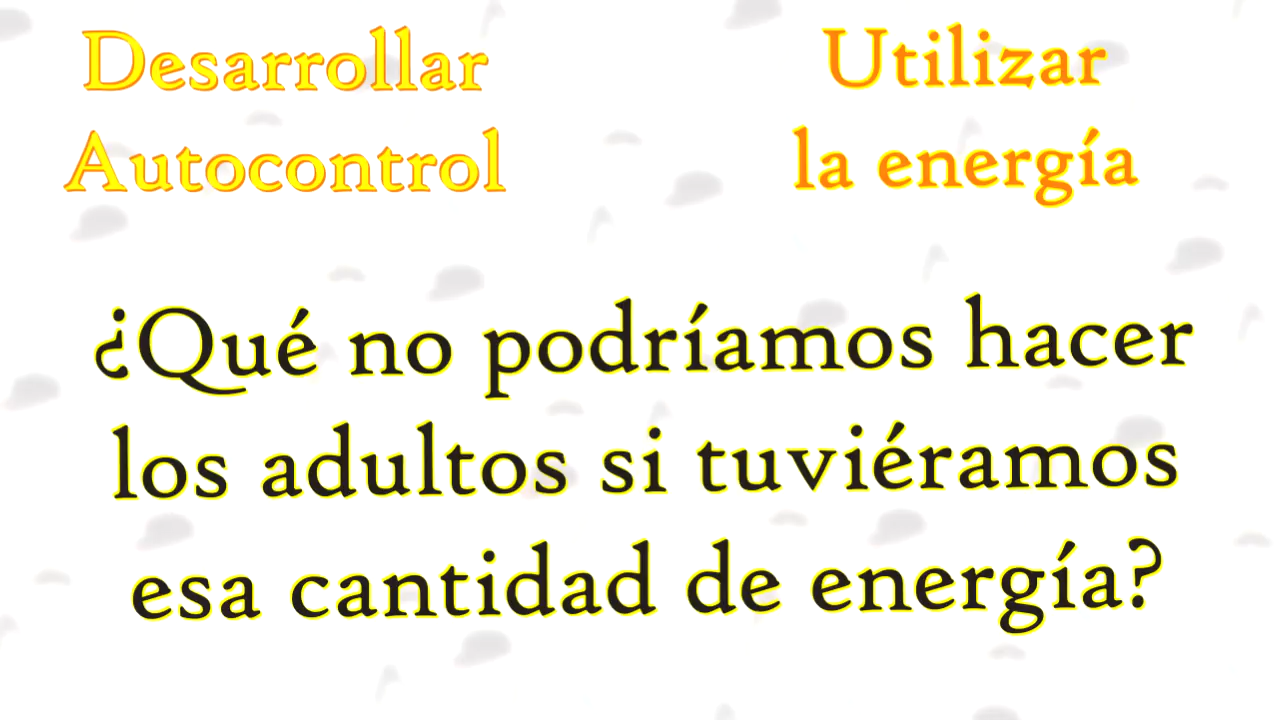 Desarrollar
Autocontrol
Utilizar
la energía
¿Qué no podríamos hacer
los adultos si tuviéramos
esa cantidad de energía?